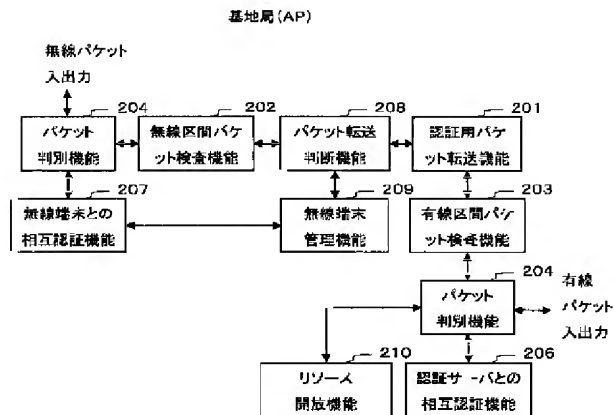 基地局(AP)
無線パケット
入出力
204
202
208
201
パケット
判別機能
無線区間パケ
ット検査機能
パケット転送
判断機能
認証用パケ
ット転送機能
207
209
203
無線端末との
相互認証機能
無線端末
管理機能
有線区間パケ
ット検査機能
204
有線
パケット
入出力
パケット
判別機能
210
206
リソース
開放機能
認証サーバとの
相互認証機能